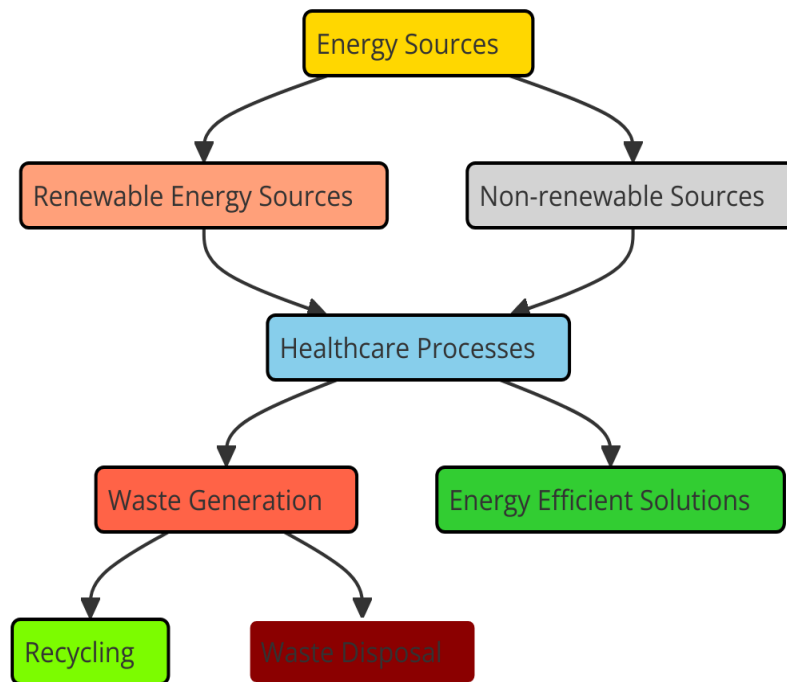 Energy Sources
Renewable Energy Sources
Non-renewable Sources
Healthcare Processes
Waste Generation
Energy Efficient Solutions
Recycling
Waste Disposal